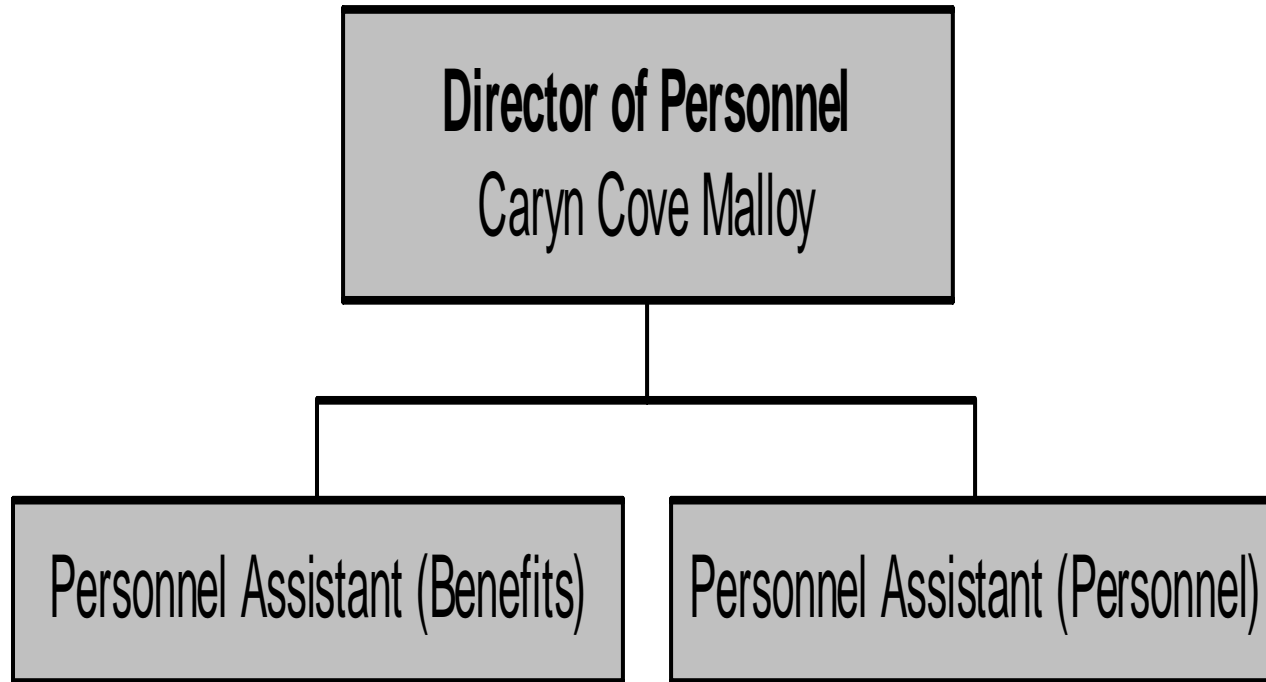 Director of Personnel
Caryn Cove Malloy
Personnel Assistant (Benefits)
Personnel Assistant (Personnel)